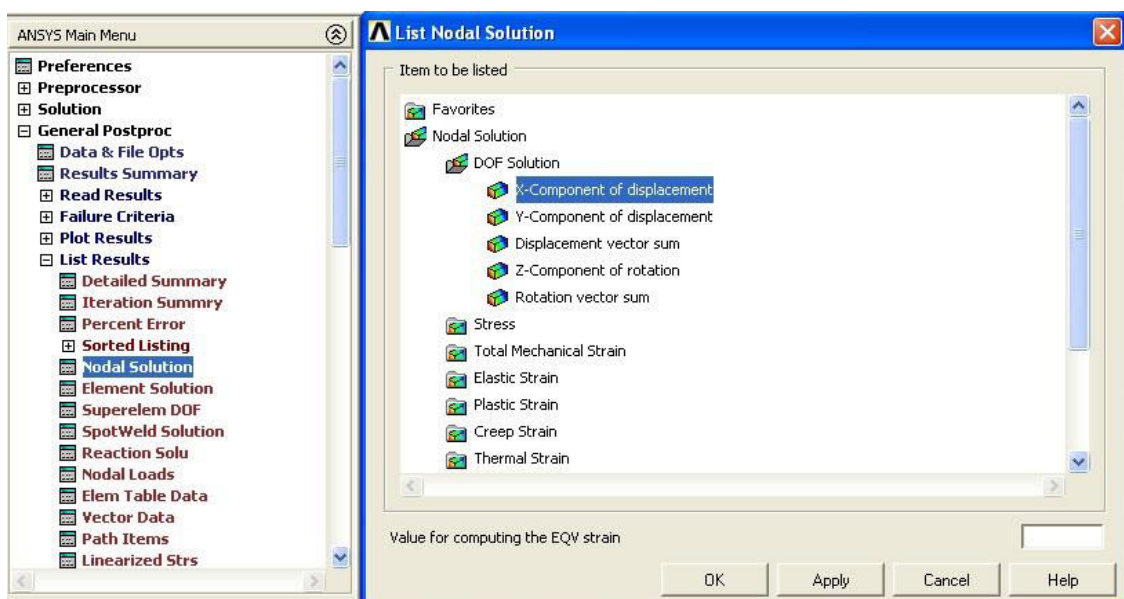 ANSYS Main Menu
Preferences
Preprocessor
Solution
General Postproc
Data & File Opts
Results Summary
Read Results
Failure Criteria
Plot Results
List Results
Detailed Summary
Iteration Summry
Percent Error
Sorted Listing
Nodal Solution
Element Solution
Superelem DOF
SpotWeld Solution
Reaction Solu
Nodal Loads
Elem Table Data
Vector Data
Path Items
Linearized Strs
List Nodal Solution
Item to be listed
Favorites
Nodal Solution
DOF Solution
X-Component of displacement
Y-Component of displacement
Displacement vector sum
Z-Component of rotation
Rotation vector sum
Stress
Total Mechanical Strain
Elastic Strain
Plastic Strain
Creep Strain
Thermal Strain
Value for computing the EQV strain
OK Apply Cancel Help